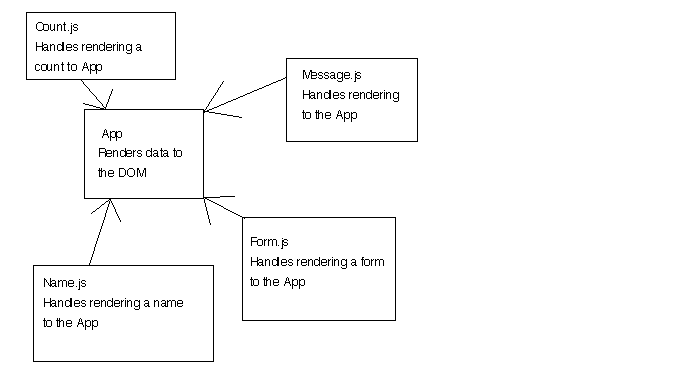 Count.js
Handles rendering a
count to App
Message.js
Handles rendering
to the App
App
Renders data to
the DOM
Form.js
Handles rendering a form
to the App
Name.js
Handles rendering a name
to the App